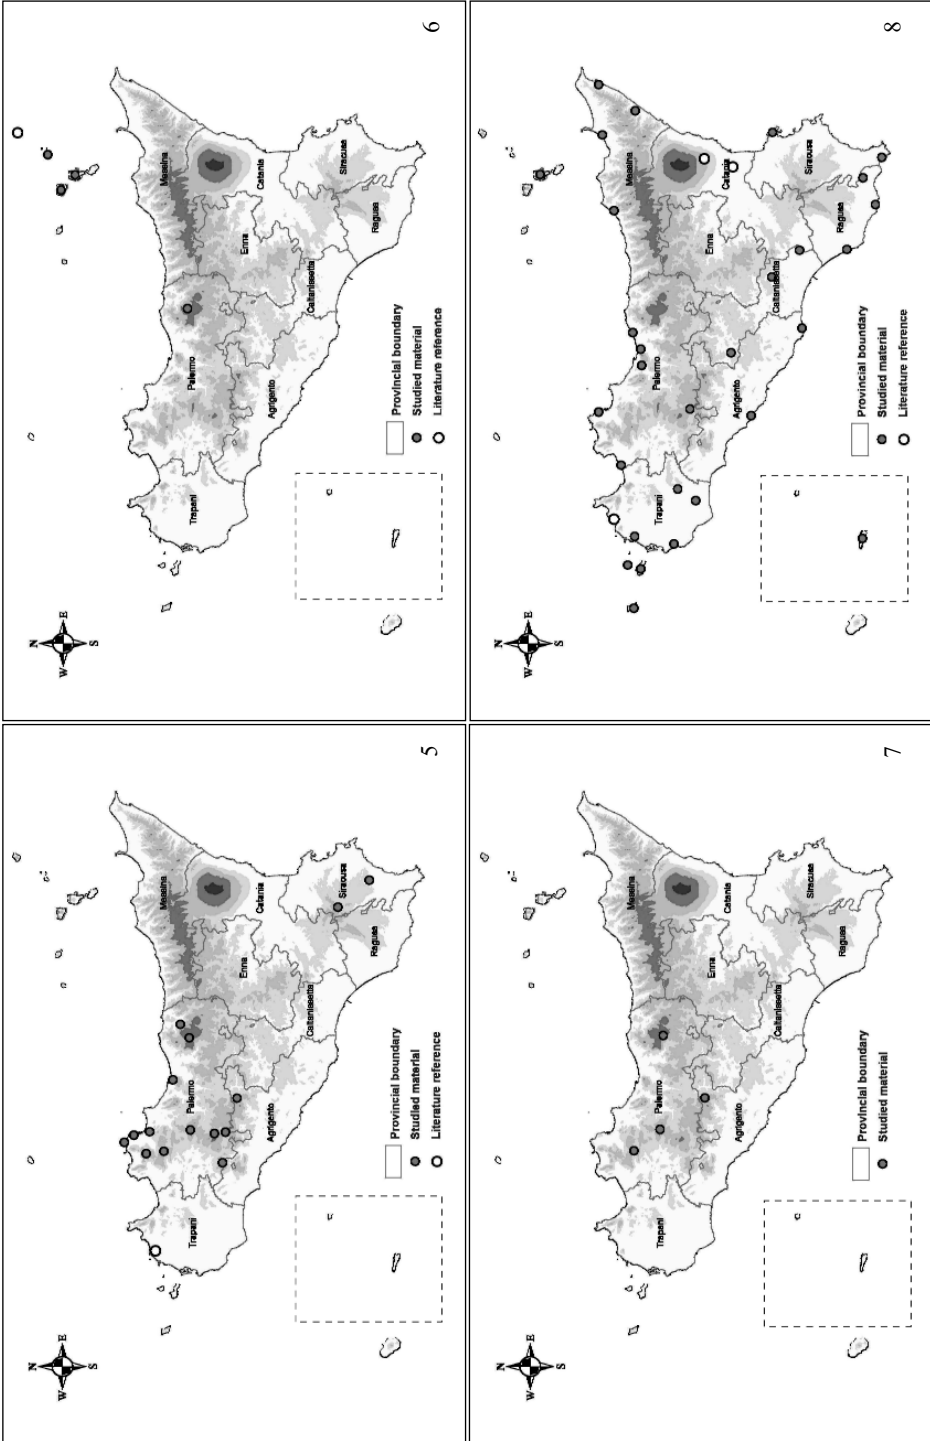 N
W E
S
Messina
Palermo
Trapani
Enna
Catania
Agrigento
Caltanissetta
Siracusa
Ragusa
Provincial boundary
Studied material
Literature reference
5
N
W E
S
Messina
Palermo
Trapani
Enna
Catania
Agrigento
Caltanissetta
Siracusa
Ragusa
Provincial boundary
Studied material
Literature reference
6
N
W E
S
Messina
Palermo
Trapani
Enna
Catania
Agrigento
Caltanissetta
Siracusa
Ragusa
Provincial boundary
Studied material
7
N
W E
S
Messina
Palermo
Trapani
Enna
Catania
Agrigento
Caltanissetta
Siracusa
Ragusa
Provincial boundary
Studied material
Literature reference
8